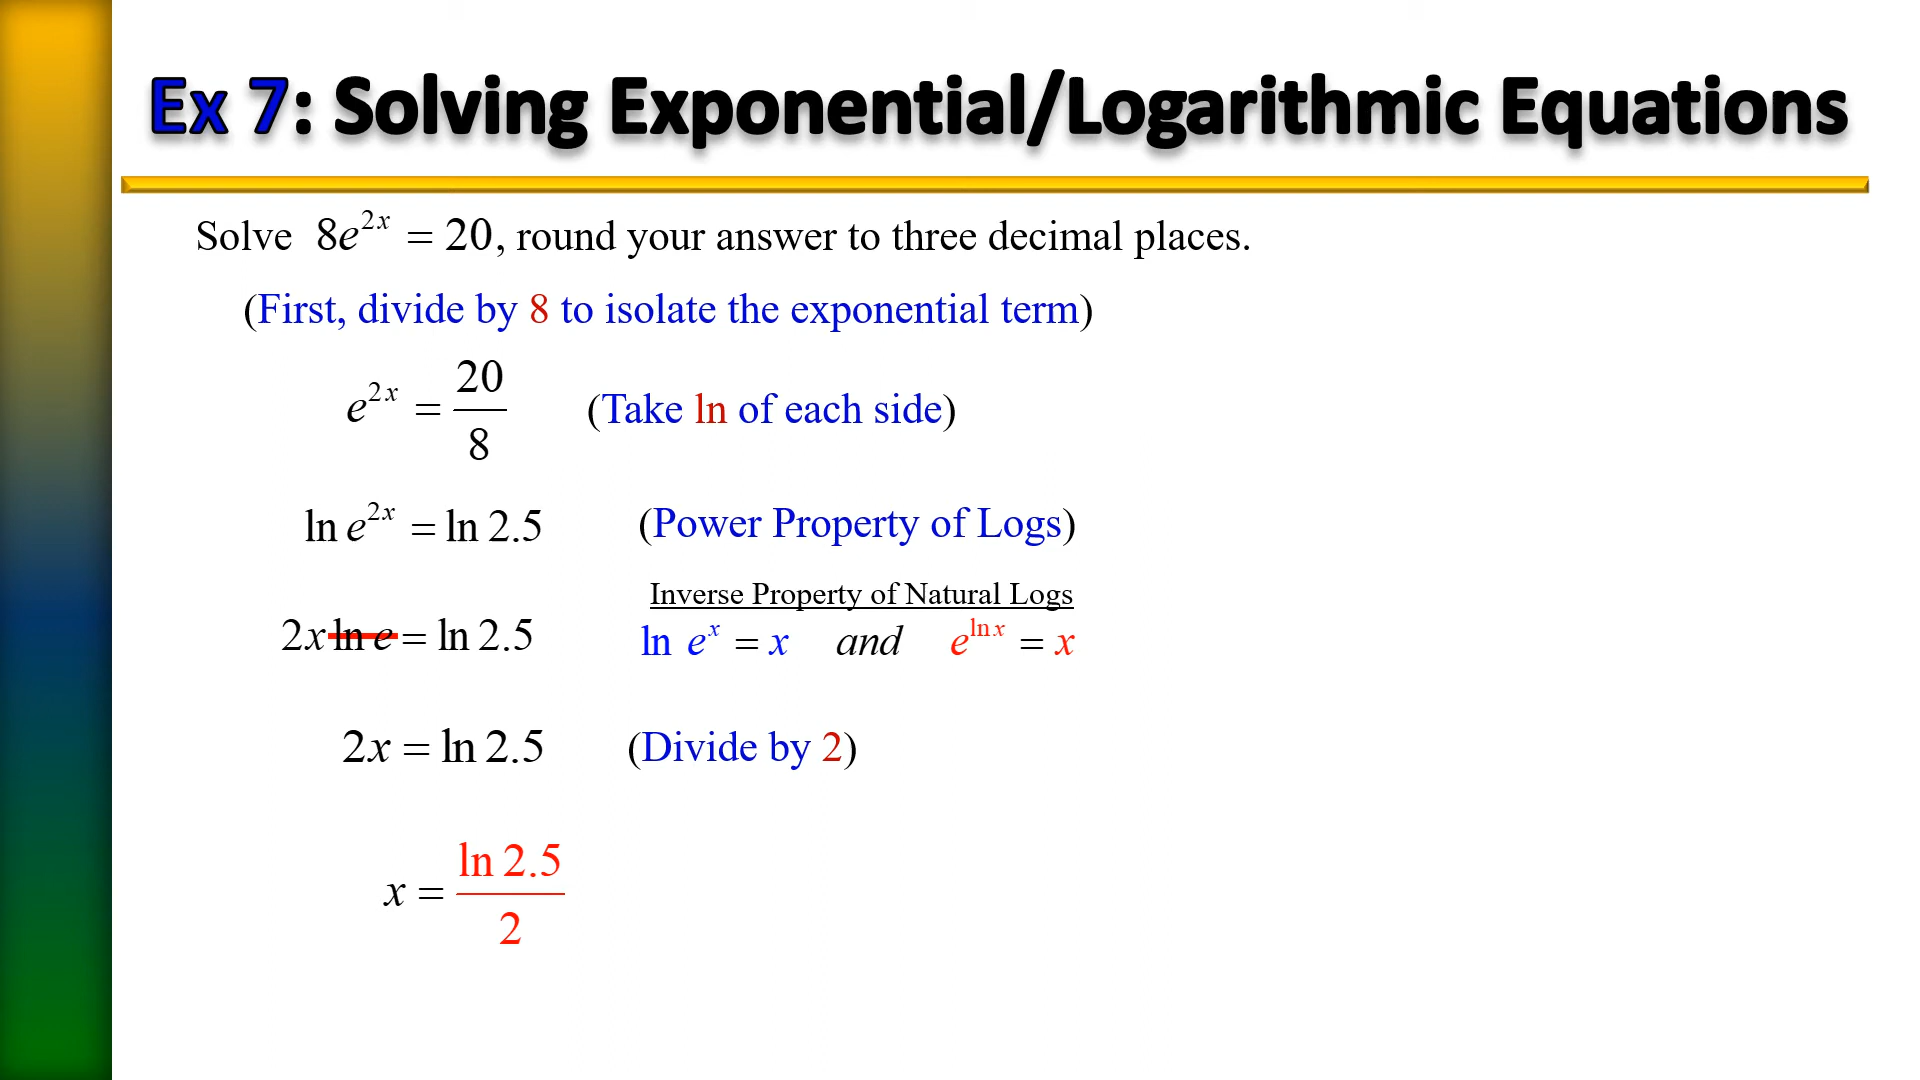 Ex 7: Solving Exponential/Logarithmic Equations
Solve 8e^{2x} = 20, round your answer to three decimal places.
(First, divide by 8 to isolate the exponential term)
e^{2x} = \frac{20}{8} (Take ln of each side)
ln e^{2x} = ln 2.5 (Power Property of Logs)
Inverse Property of Natural Logs
2x ln e = ln 2.5 ln e^x = x and e^{ln x} = x
2x = ln 2.5 (Divide by 2)
x = \frac{ln 2.5}{2}